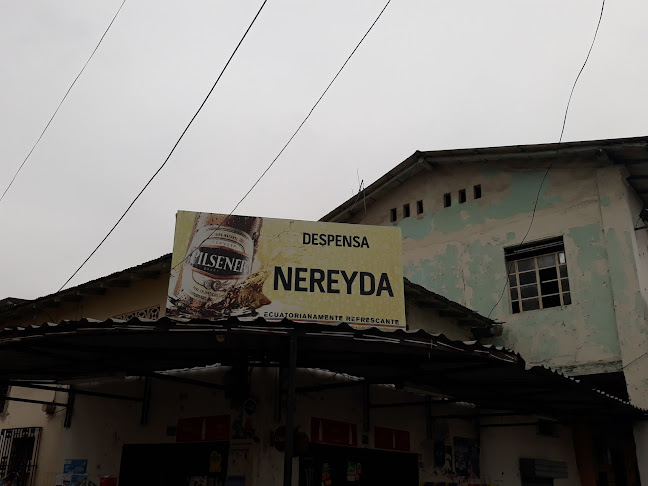 DESPENSA
PILSENER
NEREYDA
ECUATORIANAMENTE REFRESCANTE